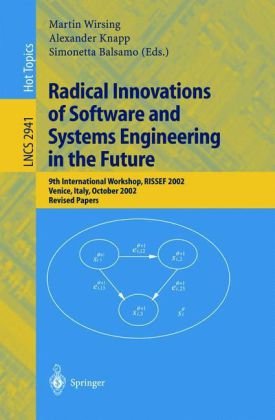 Martin Wirsing
Alexander Knapp
Simonetta Balsamo (Eds.)
Hot Topics
LNCS 2941
Radical Innovations
of Software and
Systems Engineering
in the Future
9th International Workshop, RISSEF 2002
Venice, Italy, October 2002
Revised Papers
Springer